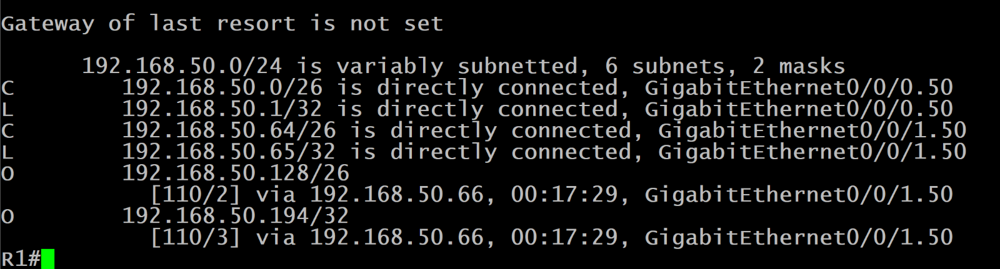 Gateway of last resort is not set
192.168.50.0/24 is variably subnetted, 6 subnets, 2 masks
C 192.168.50.0/26 is directly connected, GigabitEthernet0/0/0.50
L 192.168.50.1/32 is directly connected, GigabitEthernet0/0/0.50
C 192.168.50.64/26 is directly connected, GigabitEthernet0/0/1.50
L 192.168.50.65/32 is directly connected, GigabitEthernet0/0/1.50
O 192.168.50.128/26
[110/2] via 192.168.50.66, 00:17:29, GigabitEthernet0/0/1.50
O 192.168.50.194/32
[110/3] via 192.168.50.66, 00:17:29, GigabitEthernet0/0/1.50
R1#